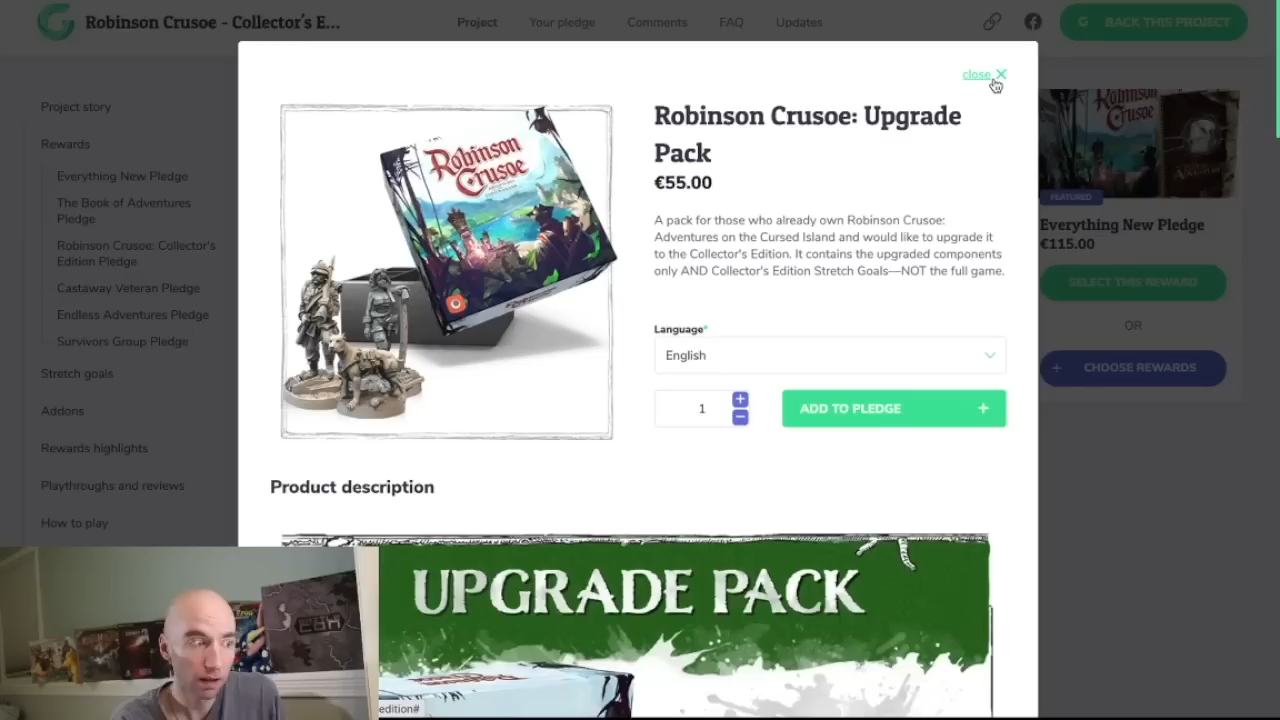 Robinson Crusoe - Collector's E...
Project
Your pledge
Comments
FAQ
Updates
BACK THIS PROJECT
close
Project story
Rewards
Everything New Pledge
The Book of Adventures
Pledge
Robinson Crusoe: Collector's
Edition Pledge
Castaway Veteran Pledge
Endless Adventures Pledge
Survivors Group Pledge
Stretch goals
Addons
Rewards highlights
Playthroughs and reviews
How to play
Robinson
Crusoe
Robinson Crusoe: Upgrade
Pack
€55.00
A pack for those who already own Robinson Crusoe:
Adventures on the Cursed Island and would like to upgrade it
to the Collector's Edition. It contains the upgraded components
only AND Collector's Edition Stretch Goals—NOT the full game.
Language*
English
1
ADD TO PLEDGE
Product description
UPGRADE PACK
edition#
Robinson
Crusoe
FEATURED
Everything New Pledge
€115.00
SELECT THIS REWARD
OR
CHOOSE REWARDS